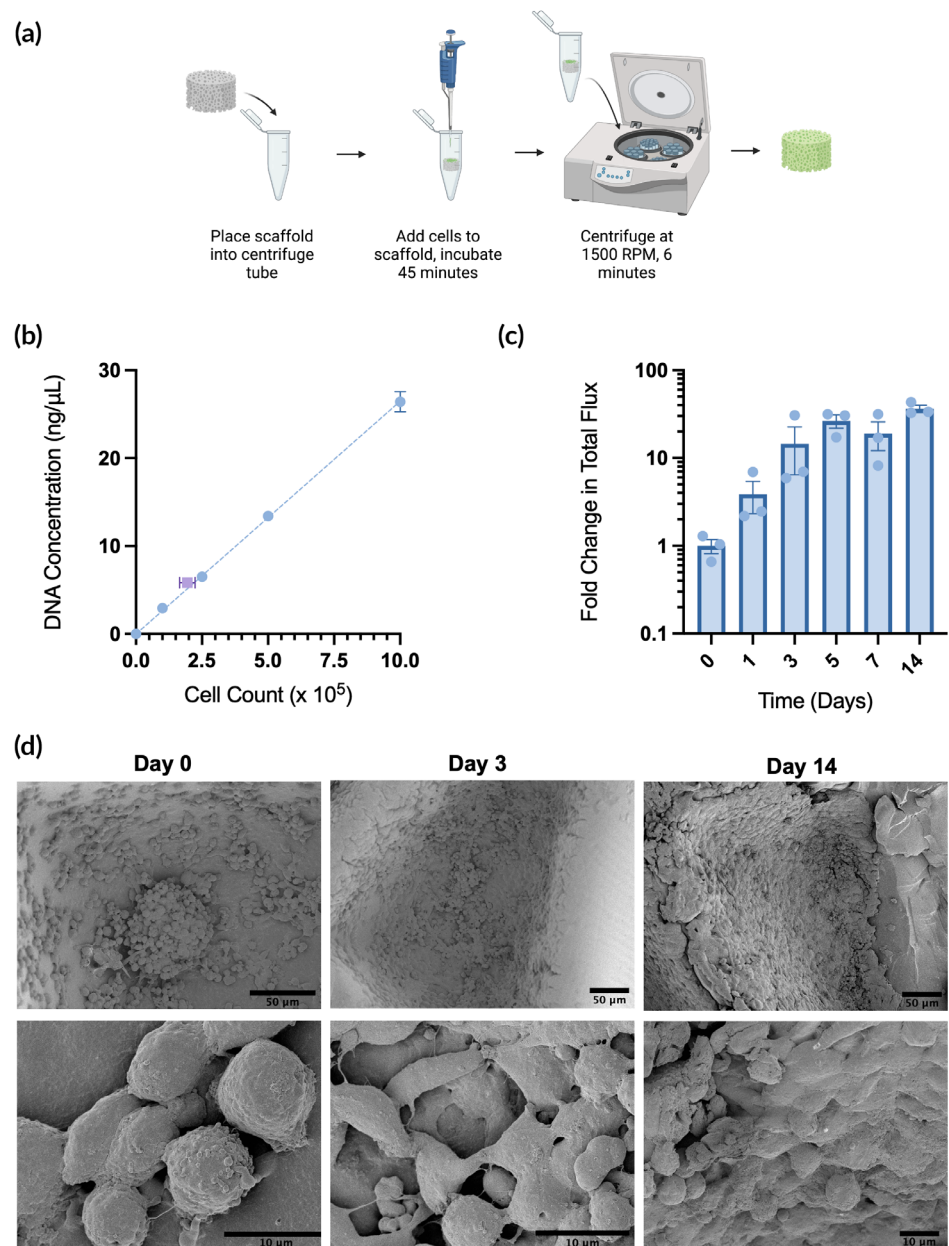 (a)
Place scaffold
into centrifuge
tube
Add cells to
scaffold, incubate
45 minutes
Centrifuge at
1500 RPM, 6
minutes
(b)
DNA Concentration (ng/µL)
30
20
10
0
0.0 2.5 5.0 7.5 10.0
Cell Count (x 10⁵)
(c)
Fold Change in Total Flux
100
10
1
0.1
0 1 3 5 7 14
Time (Days)
(d)
Day 0 Day 3 Day 14
50 µm 50 µm 50 µm
10 µm 10 µm 10 µm